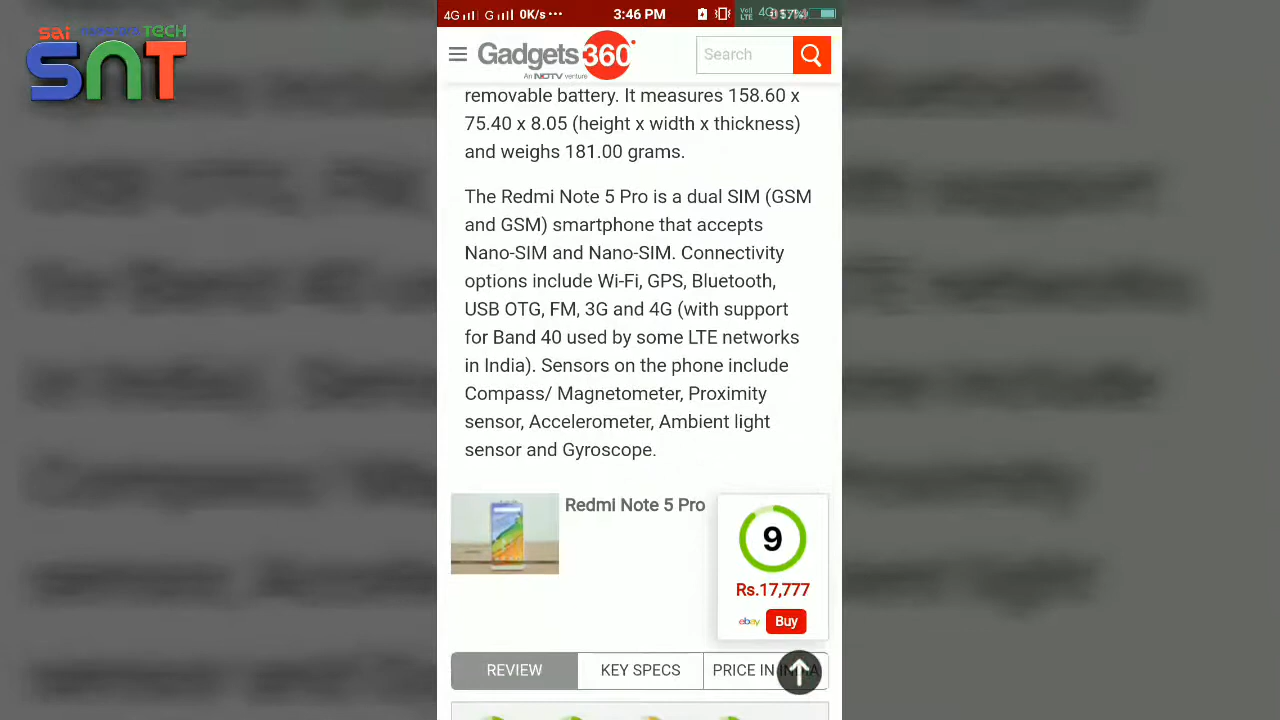 sai TECH
SNT
4G G 0K/s ••• 3:46 PM
Gadgets 360°
An NDTV venture
Search
removable battery. It measures 158.60 x
75.40 x 8.05 (height x width x thickness)
and weighs 181.00 grams.
The Redmi Note 5 Pro is a dual SIM (GSM
and GSM) smartphone that accepts
Nano-SIM and Nano-SIM. Connectivity
options include Wi-Fi, GPS, Bluetooth,
USB OTG, FM, 3G and 4G (with support
for Band 40 used by some LTE networks
in India). Sensors on the phone include
Compass/ Magnetometer, Proximity
sensor, Accelerometer, Ambient light
sensor and Gyroscope.
Redmi Note 5 Pro
9
Rs.17,777
ebay Buy
REVIEW KEY SPECS PRICE IN INDIA